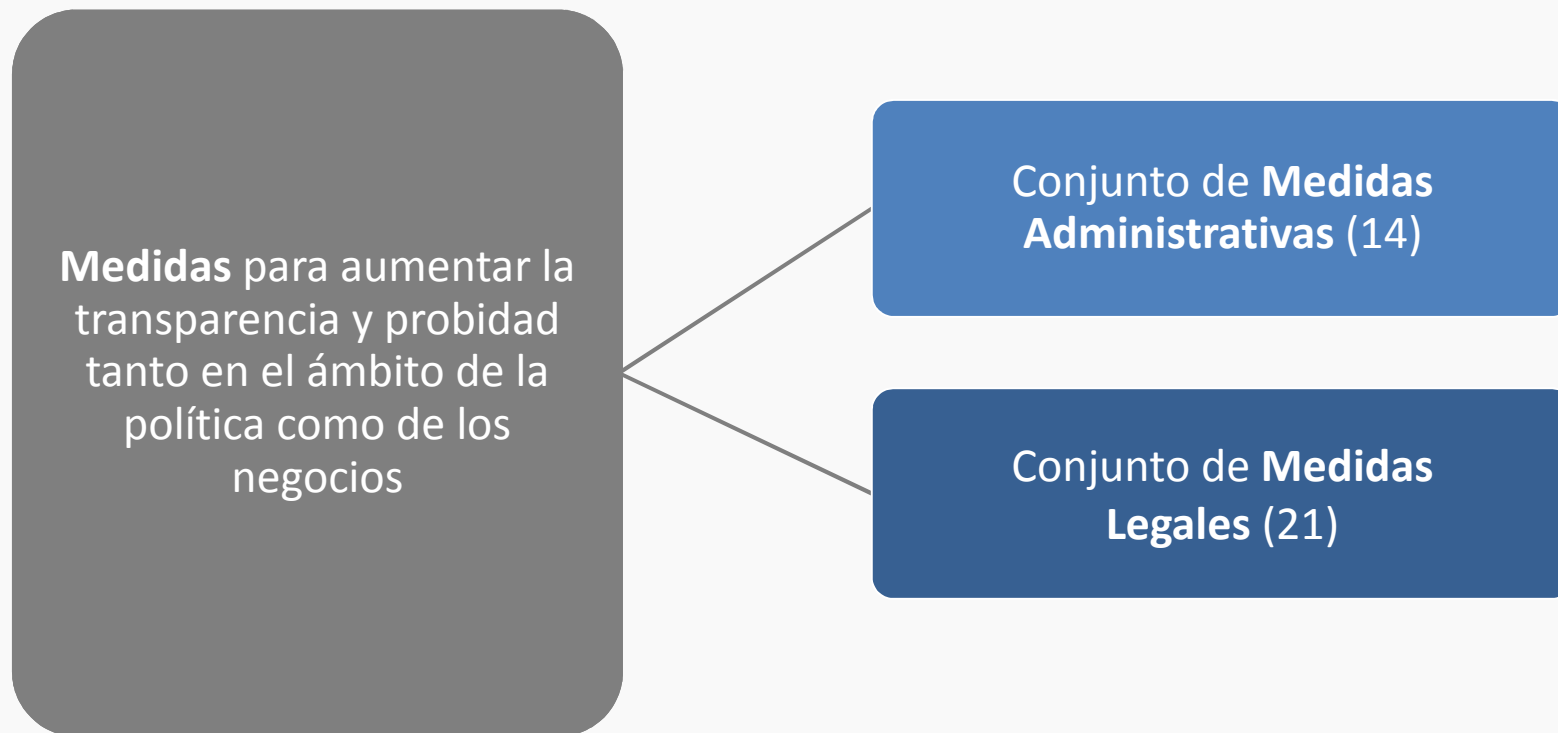 Medidas para aumentar la
transparencia y probidad
tanto en el ámbito de la
política como de los
negocios
Conjunto de Medidas
Administrativas (14)
Conjunto de Medidas
Legales (21)